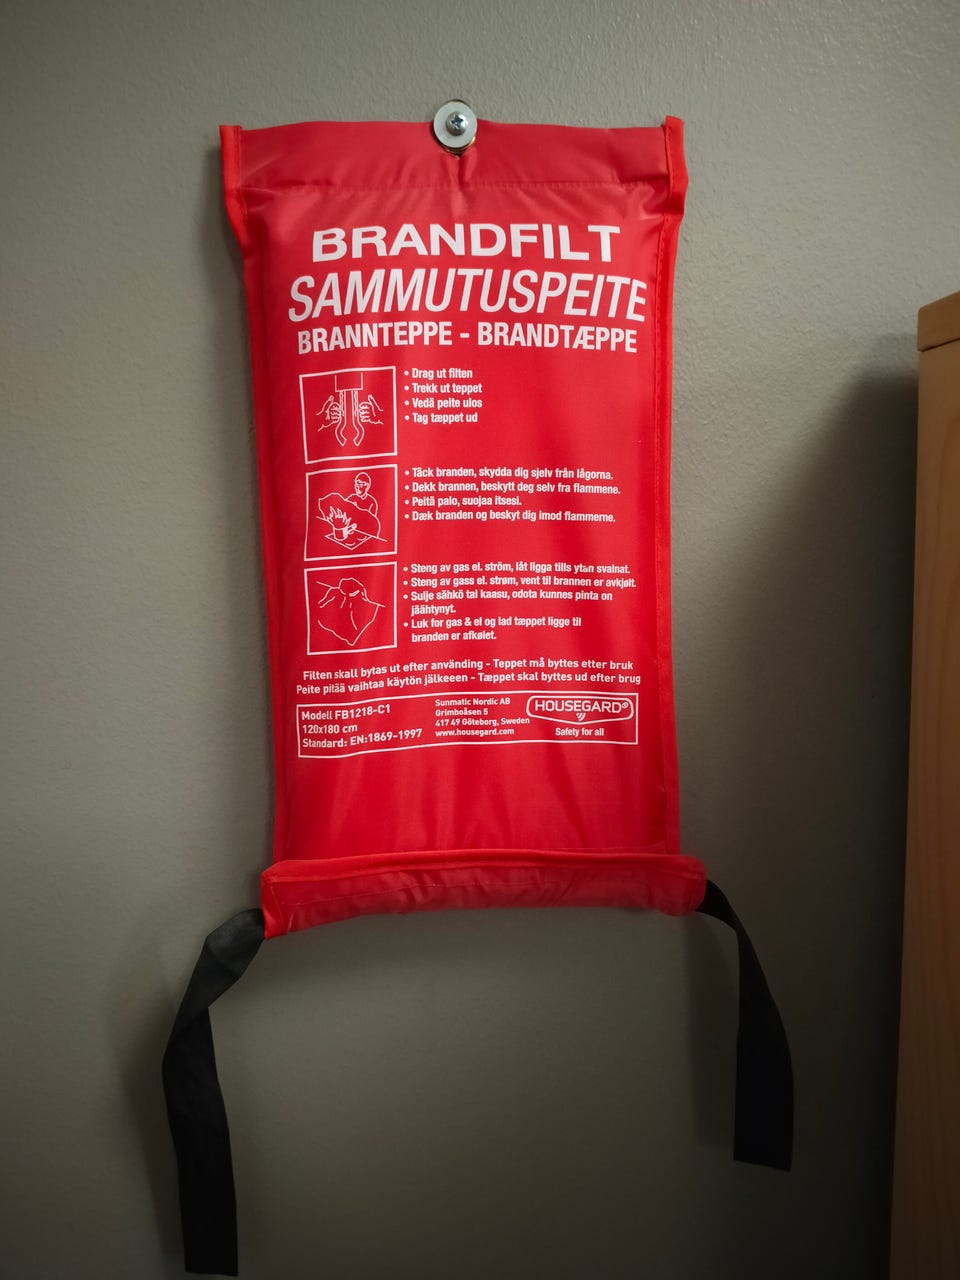 BRANDFILT
SAMMUTUSPEITE
BRANNTEPPE - BRANDTÆPPE
• Drag ut filten
• Trekk ut teppet
• Vedä peite ulos
• Tag tæppet ud
• Täck branden, skydda dig sjelv från lågorna.
• Dekk brannen, beskytt deg selv fra flammene.
• Peitä palo, suojaa itsesi.
• Dæk branden og beskyt dig imod flammerne.
• Steng av gas el. ström, låt ligga tills ytan svalnat.
• Steng av gass el. strøm, vent til brannen er avkjølt.
• Sulje sähkö tai kaasu, odota kunnes pinta on
jäähtynyt.
• Luk for gas & el og lad tæppet ligge til
branden er afkølet.
Filten skall bytas ut efter använding - Teppet må byttes etter bruk
Peite pitää vaihtaa käytön jälkeeen - Tæppet skal byttes ud efter brug
Modell FB1218-C1
120x180 cm
Standard: EN:1869-1997
Sunmatic Nordic AB
Grimboåsen 5
417 49 Göteborg, Sweden
www.housegard.com
HOUSEGARD®
Safety for all